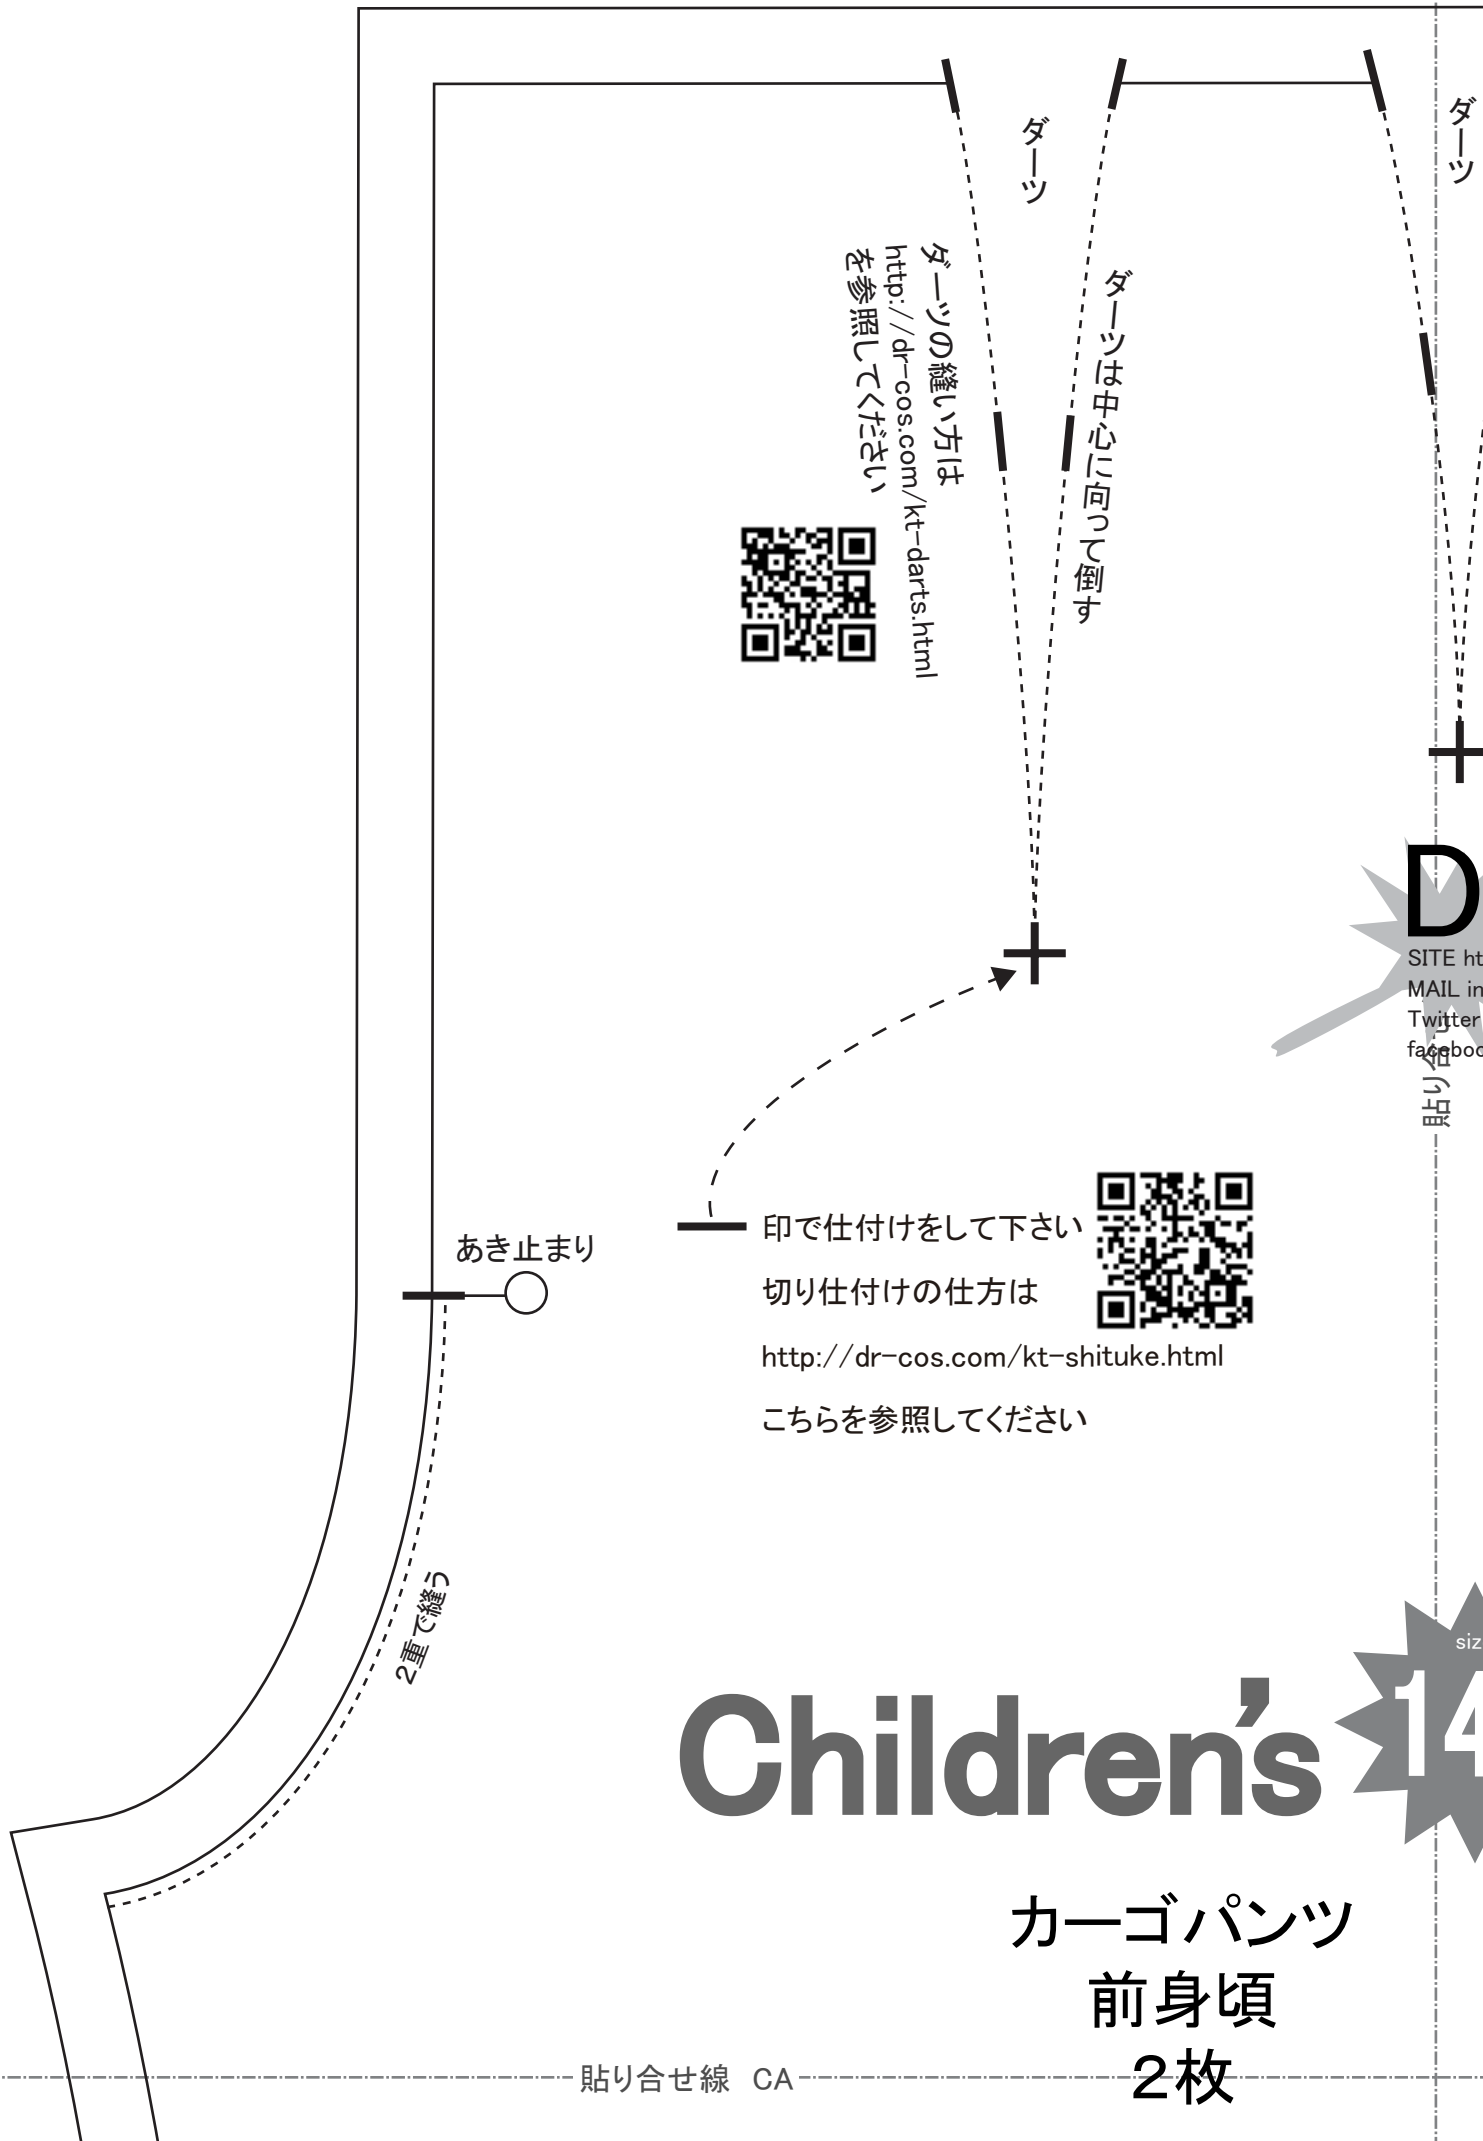 ダーツ
ダーツ
ダーツの縫い方は
http://dr-cos.com/kt-darts.html
を参照してください
ダーツは中心に向って倒す
D
SITE ht
MAIL in
Twitter
faceboo
貼り合
あき止まり
印で仕付けをして下さい
切り仕付けの仕方は
http://dr-cos.com/kt-shituke.html
こちらを参照してください
2重で縫う
siz
14
Children's
カーゴパンツ
前身頃
2枚
貼り合せ線 CA